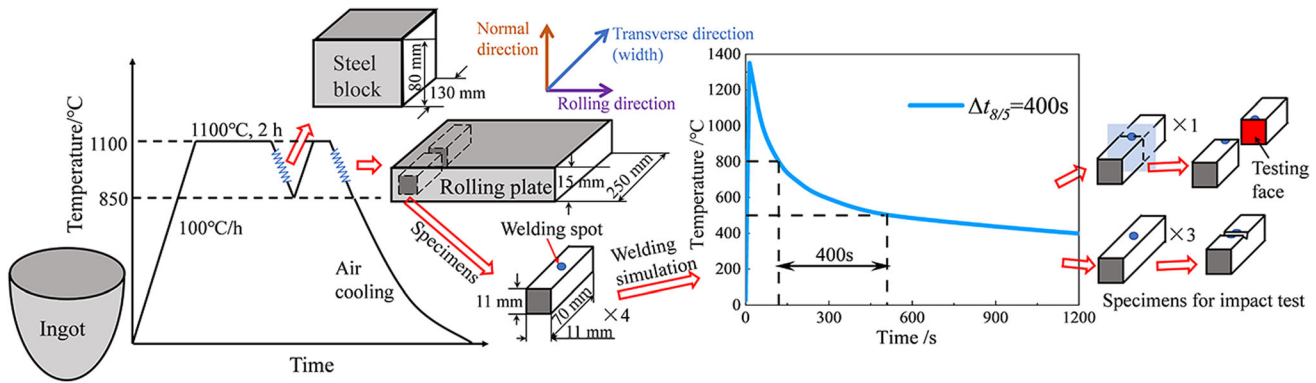 Steel
block
80 mm
130 mm
Normal
direction
Transverse direction
(width)
Rolling direction
Temperature/°C
1100
850
1100℃, 2 h
100℃/h
Air
cooling
Time
Ingot
Rolling plate
15 mm
250 mm
Specimens
Welding spot
11 mm
70 mm
11 mm
×4
Welding
simulation
Temperature /°C
1400
1200
1000
800
600
400
200
0
Δt8/5=400s
400s
0
300
600
900
1200
Time /s
×1
Testing
face
×3
Specimens for impact test